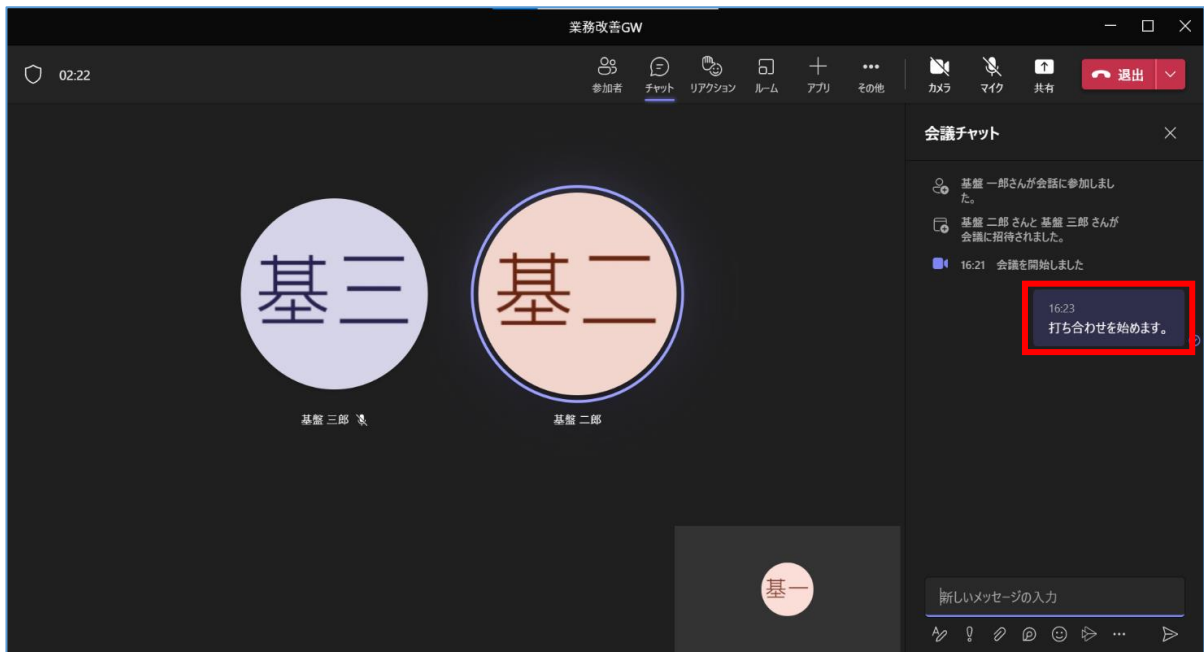 業務改善GW
02:22
参加者
チャット
リアクション
ルーム
アプリ
その他
カメラ
マイク
共有
退出
会議チャット
基盤 一郎さんが会話に参加しまし
た。
基盤 二郎 さんと 基盤 三郎 さんが
会議に招待されました。
16:21 会議を開始しました
16:23
打ち合わせを始めます。
基三
基二
基盤 三郎
基盤 二郎
基一
新しいメッセージの入力